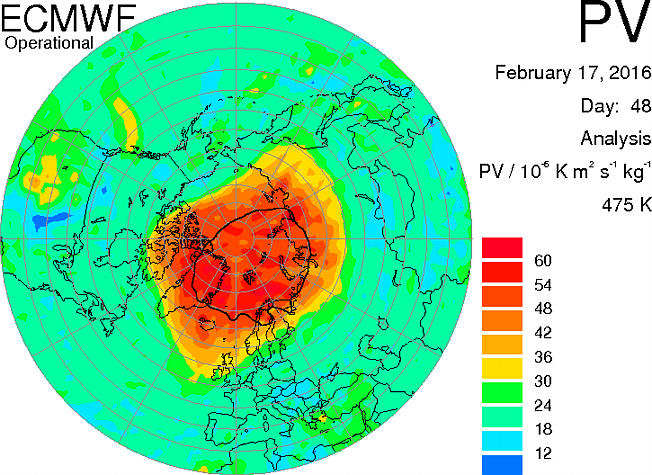 ECMWF
Operational
PV
February 17, 2016
Day: 48
Analysis
PV / 10⁻⁶ K m² s⁻¹ kg⁻¹
475 K
60
54
48
42
36
30
24
18
12